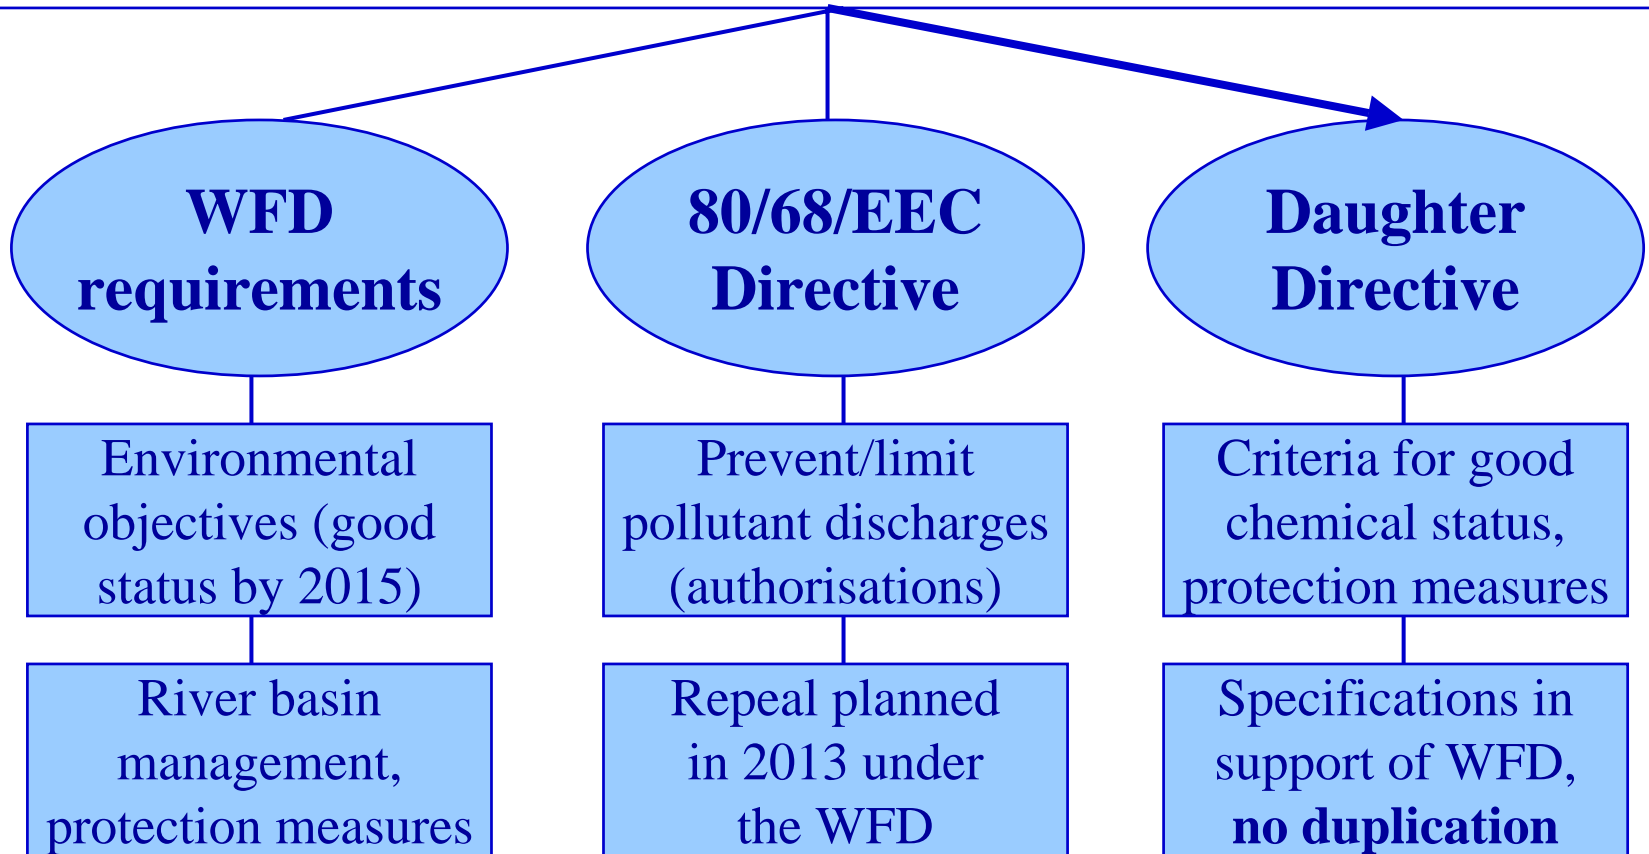 WFD
requirements
80/68/EEC
Directive
Daughter
Directive
Environmental
objectives (good
status by 2015)
Prevent/limit
pollutant discharges
(authorisations)
Criteria for good
chemical status,
protection measures
River basin
management,
protection measures
Repeal planned
in 2013 under
the WFD
Specifications in
support of WFD,
no duplication